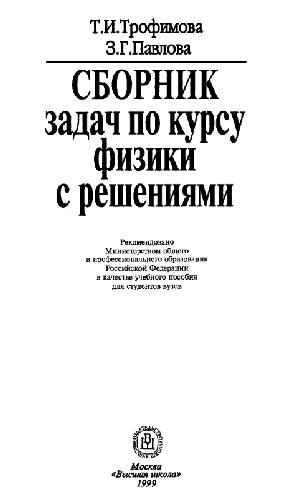 Т.И.Трофимова
З.Г.Павлова
СБОРНИК
задач по курсу
физики
с решениями
Рекомендовано
Министерством общего
и профессионального образования
Российской Федерации
в качестве учебного пособия
для студентов вузов
Москва
«Высшая школа»
1999